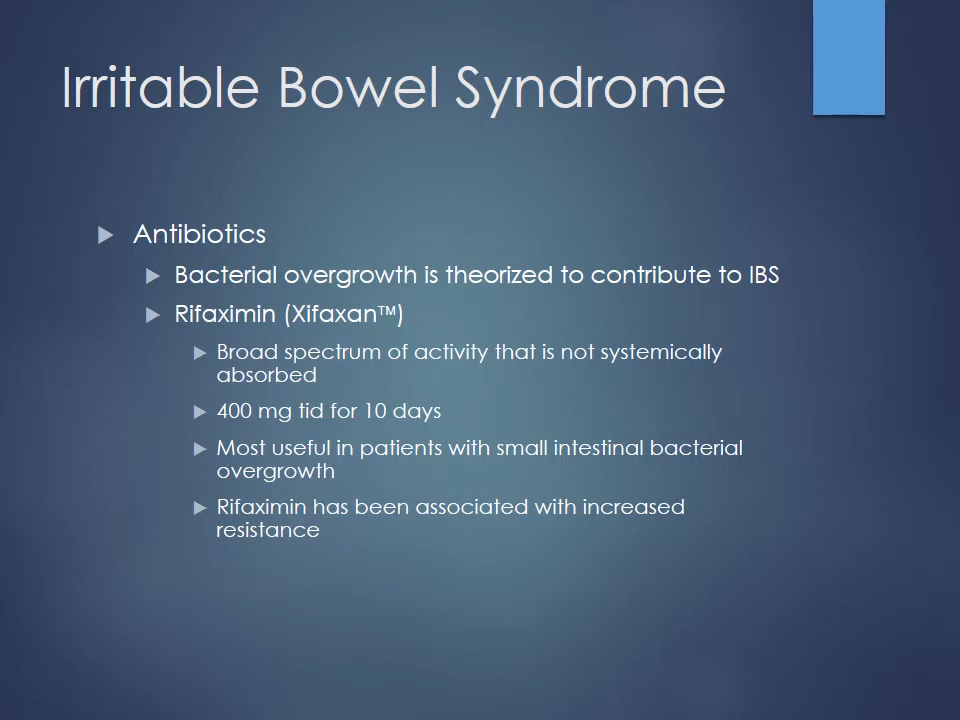 Irritable Bowel Syndrome
Antibiotics
Bacterial overgrowth is theorized to contribute to IBS
Rifaximin (Xifaxan™)
Broad spectrum of activity that is not systemically
absorbed
400 mg tid for 10 days
Most useful in patients with small intestinal bacterial
overgrowth
Rifaximin has been associated with increased
resistance